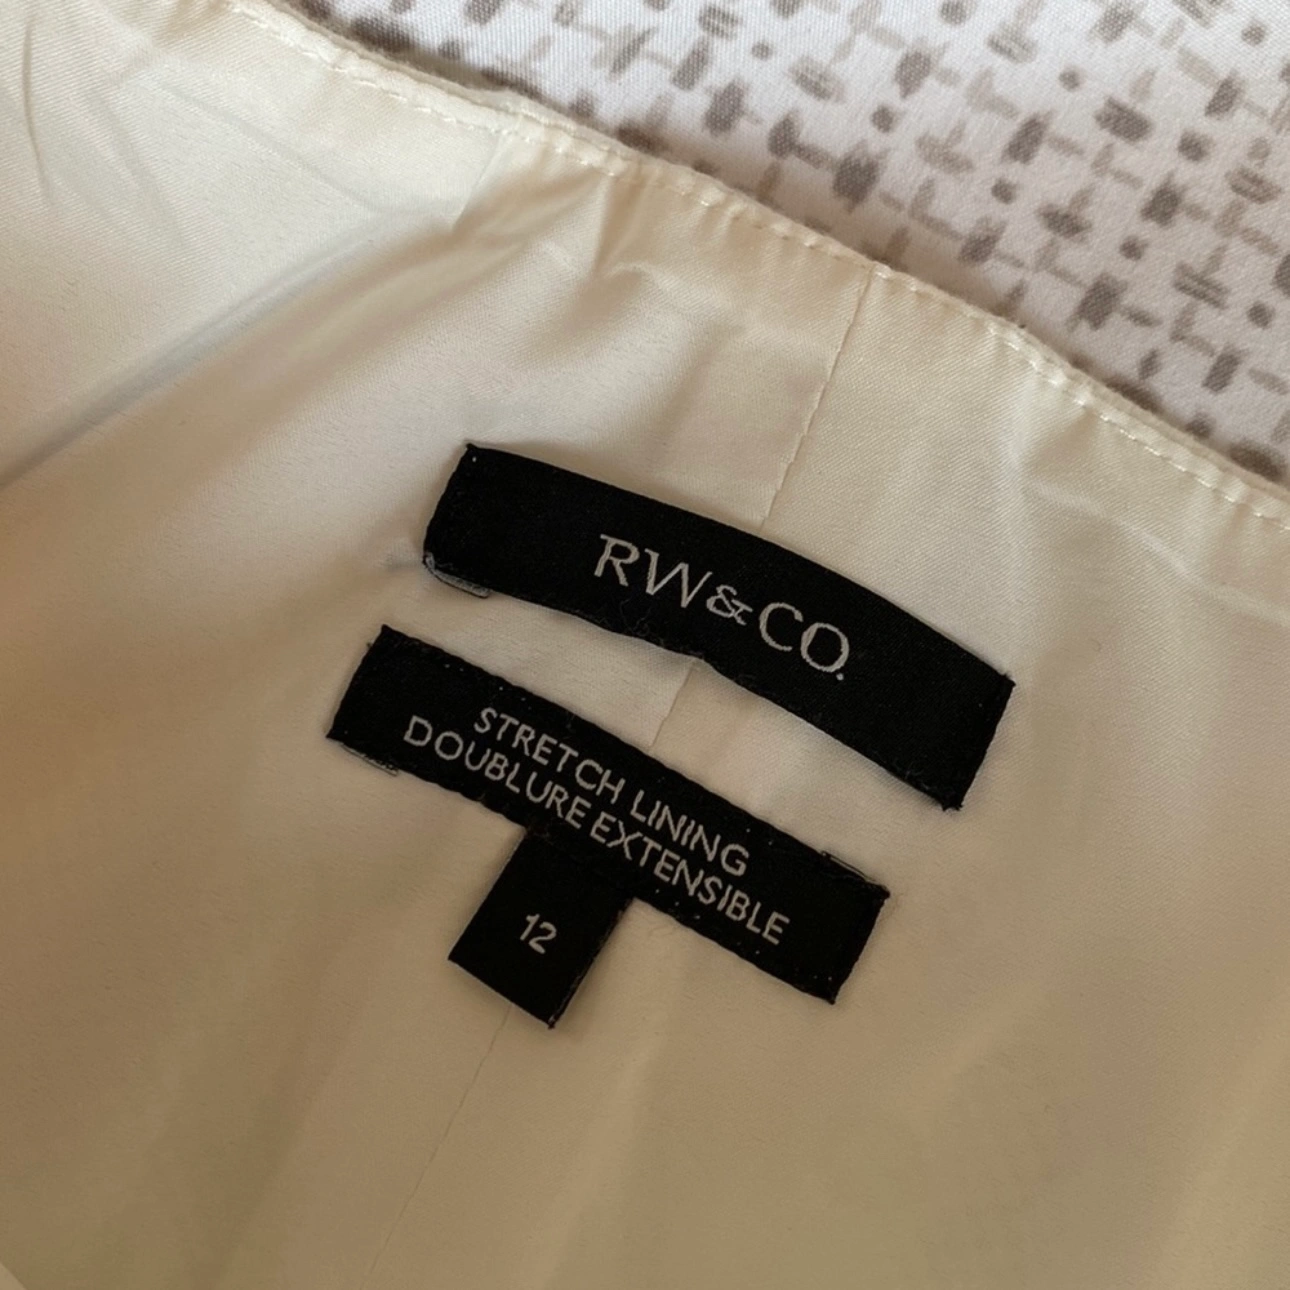 RW&CO.
STRETCH LINING
DOUBLURE EXTENSIBLE
12